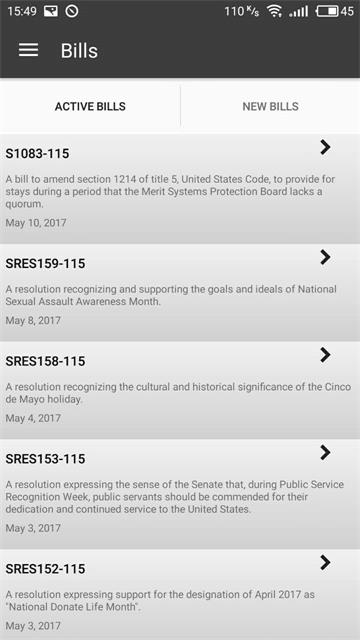 15:49 110 K/s 45
Bills
ACTIVE BILLS NEW BILLS
S1083-115
A bill to amend section 1214 of title 5, United States Code, to provide for
stays during a period that the Merit Systems Protection Board lacks a
quorum.
May 10, 2017
SRES159-115
A resolution recognizing and supporting the goals and ideals of National
Sexual Assault Awareness Month.
May 8, 2017
SRES158-115
A resolution recognizing the cultural and historical significance of the Cinco
de Mayo holiday.
May 4, 2017
SRES153-115
A resolution expressing the sense of the Senate that, during Public Service
Recognition Week, public servants should be commended for their
dedication and continued service to the United States.
May 3, 2017
SRES152-115
A resolution expressing support for the designation of April 2017 as
"National Donate Life Month".
May 3, 2017